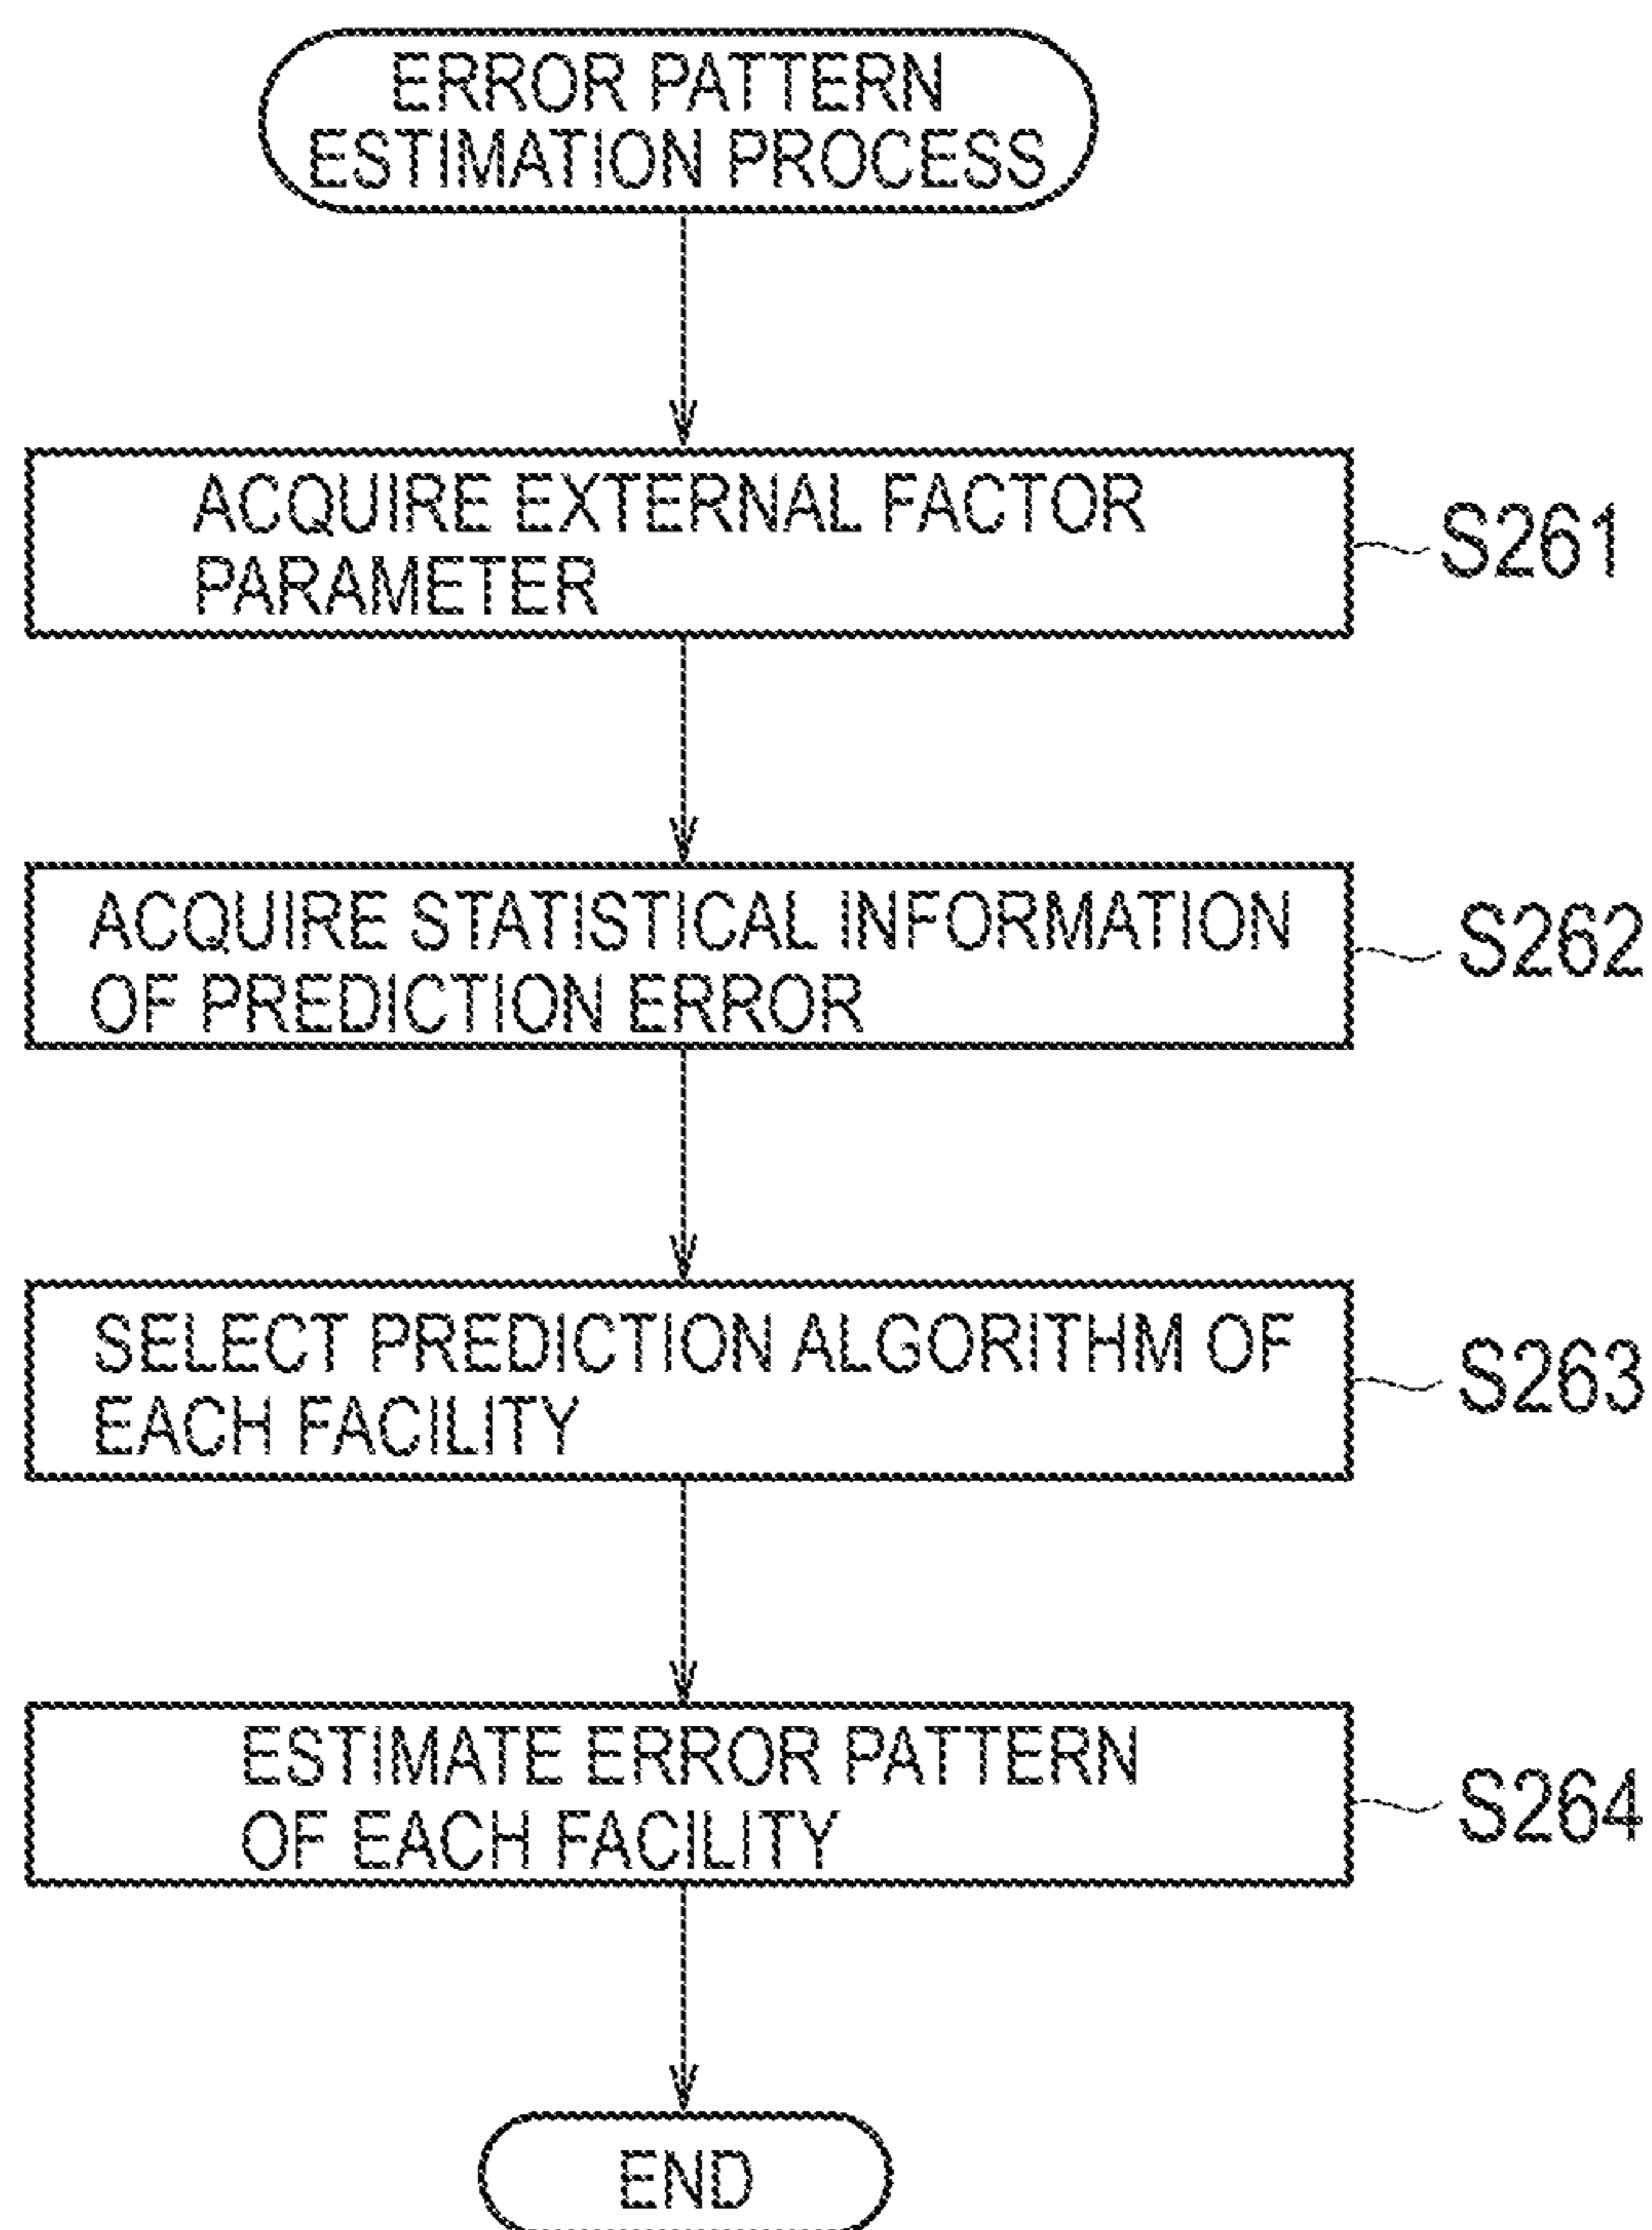 ERROR PATTERN
ESTIMATION PROCESS
ACQUIRE EXTERNAL FACTOR
PARAMETER
S261
ACQUIRE STATISTICAL INFORMATION
OF PREDICTION ERROR
S262
SELECT PREDICTION ALGORITHM OF
EACH FACILITY
S263
ESTIMATE ERROR PATTERN
OF EACH FACILITY
S264
END